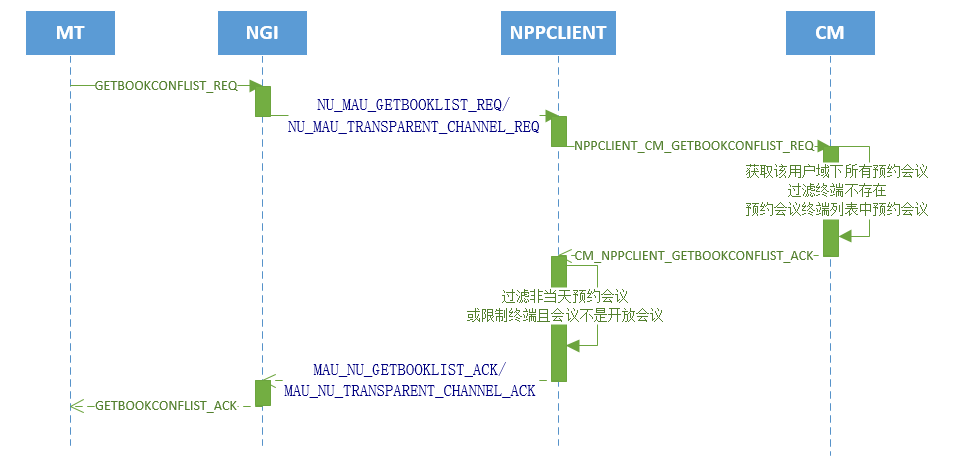 MT
NGI
NPPCLIENT
CM
GETBOOKCONFLIST_REQ
NU_MAU_GETBOOKLIST_REQ/
NU_MAU_TRANSPARENT_CHANNEL_REQ
NPPCLIENT_CM_GETBOOKCONFLIST_REQ
获取该用户域下所有预约会议
过滤终端不存在
预约会议终端列表中预约会议
CM_NPPCLIENT_GETBOOKCONFLIST_ACK
过滤非当天预约会议
或限制终端且会议不是开放会议
MAU_NU_GETBOOKLIST_ACK/
MAU_NU_TRANSPARENT_CHANNEL_ACK
GETBOOKCONFLIST_ACK